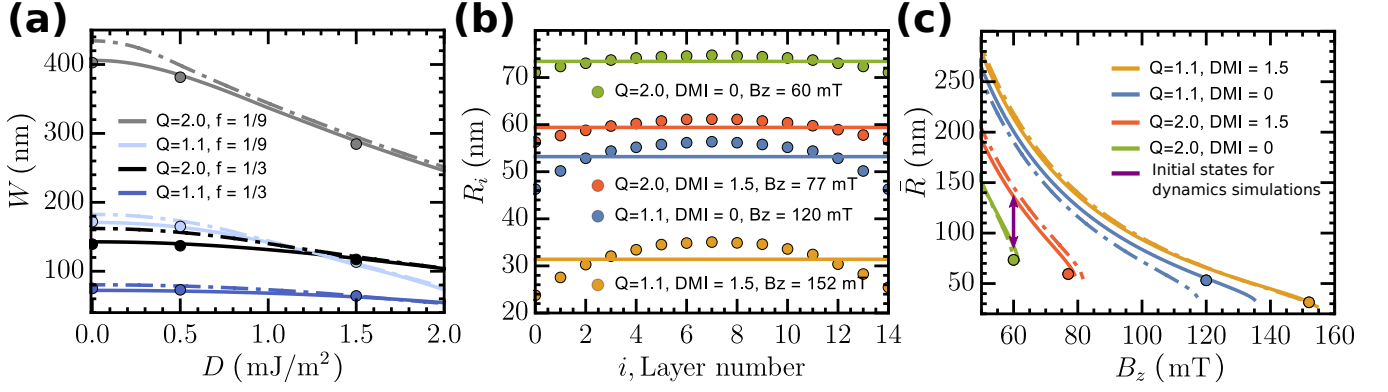 (a)
W (nm)
400
300
200
100
Q=2.0, f = 1/9
Q=1.1, f = 1/9
Q=2.0, f = 1/3
Q=1.1, f = 1/3
0.0 0.5 1.0 1.5 2.0
D (mJ/m²)
(b)
R_i (nm)
70
60
50
40
30
20
Q=2.0, DMI = 0, Bz = 60 mT
Q=2.0, DMI = 1.5, Bz = 77 mT
Q=1.1, DMI = 0, Bz = 120 mT
Q=1.1, DMI = 1.5, Bz = 152 mT
0 2 4 6 8 10 12 14
i, Layer number
(c)
R̄ (nm)
250
200
150
100
50
Q=1.1, DMI = 1.5
Q=1.1, DMI = 0
Q=2.0, DMI = 1.5
Q=2.0, DMI = 0
Initial states for
dynamics simulations
60 80 100 120 140 160
B_z (mT)